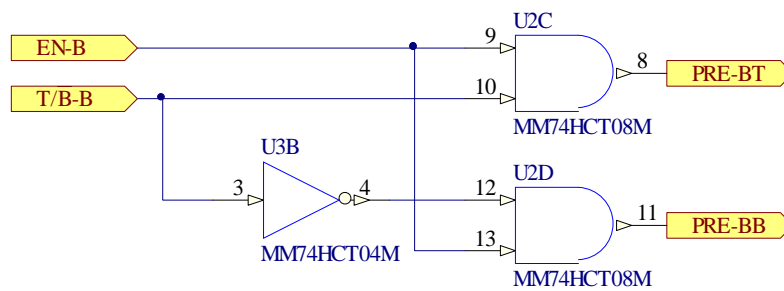 U2C
EN-B
9
8
PRE-BT
T/B-B
10
MM74HCT08M
U3B
U2D
3
4
12
11
PRE-BB
13
MM74HCT04M
MM74HCT08M